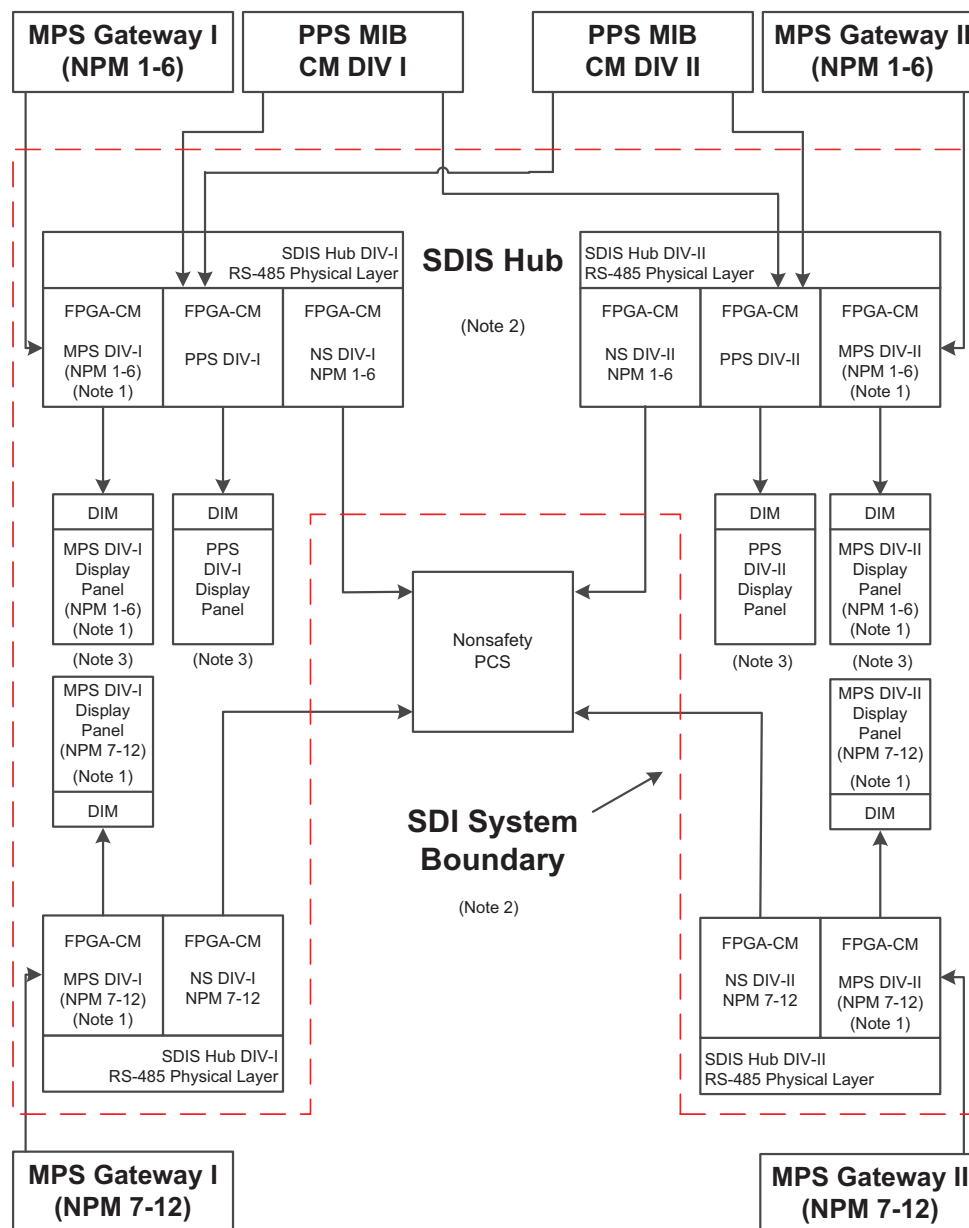 MPS Gateway I
(NPM 1-6)
PPS MIB
CM DIV I
PPS MIB
CM DIV II
MPS Gateway II
(NPM 1-6)
SDIS Hub DIV-I
RS-485 Physical Layer
SDIS Hub
(Note 2)
SDIS Hub DIV-II
RS-485 Physical Layer
FPGA-CM
MPS DIV-I
(NPM 1-6)
(Note 1)
FPGA-CM
PPS DIV-I
FPGA-CM
NS DIV-I
NPM 1-6
FPGA-CM
NS DIV-II
NPM 1-6
FPGA-CM
PPS DIV-II
FPGA-CM
MPS DIV-II
(NPM 1-6)
(Note 1)
DIM
MPS DIV-I
Display
Panel
(NPM 1-6)
(Note 1)
(Note 3)
DIM
PPS
DIV-I
Display
Panel
(Note 3)
DIM
PPS
DIV-II
Display
Panel
(Note 3)
DIM
MPS DIV-II
Display
Panel
(NPM 1-6)
(Note 1)
(Note 3)
Nonsafety
PCS
MPS DIV-I
Display
Panel
(NPM 7-12)
(Note 1)
DIM
MPS DIV-II
Display
Panel
(NPM 7-12)
(Note 1)
DIM
SDI System
Boundary
(Note 2)
FPGA-CM
MPS DIV-I
(NPM 7-12)
(Note 1)
FPGA-CM
NS DIV-I
NPM 7-12
SDIS Hub DIV-I
RS-485 Physical Layer
FPGA-CM
NS DIV-II
NPM 7-12
FPGA-CM
MPS DIV-II
(NPM 7-12)
(Note 1)
SDIS Hub DIV-II
RS-485 Physical Layer
MPS Gateway I
(NPM 7-12)
MPS Gateway II
(NPM 7-12)